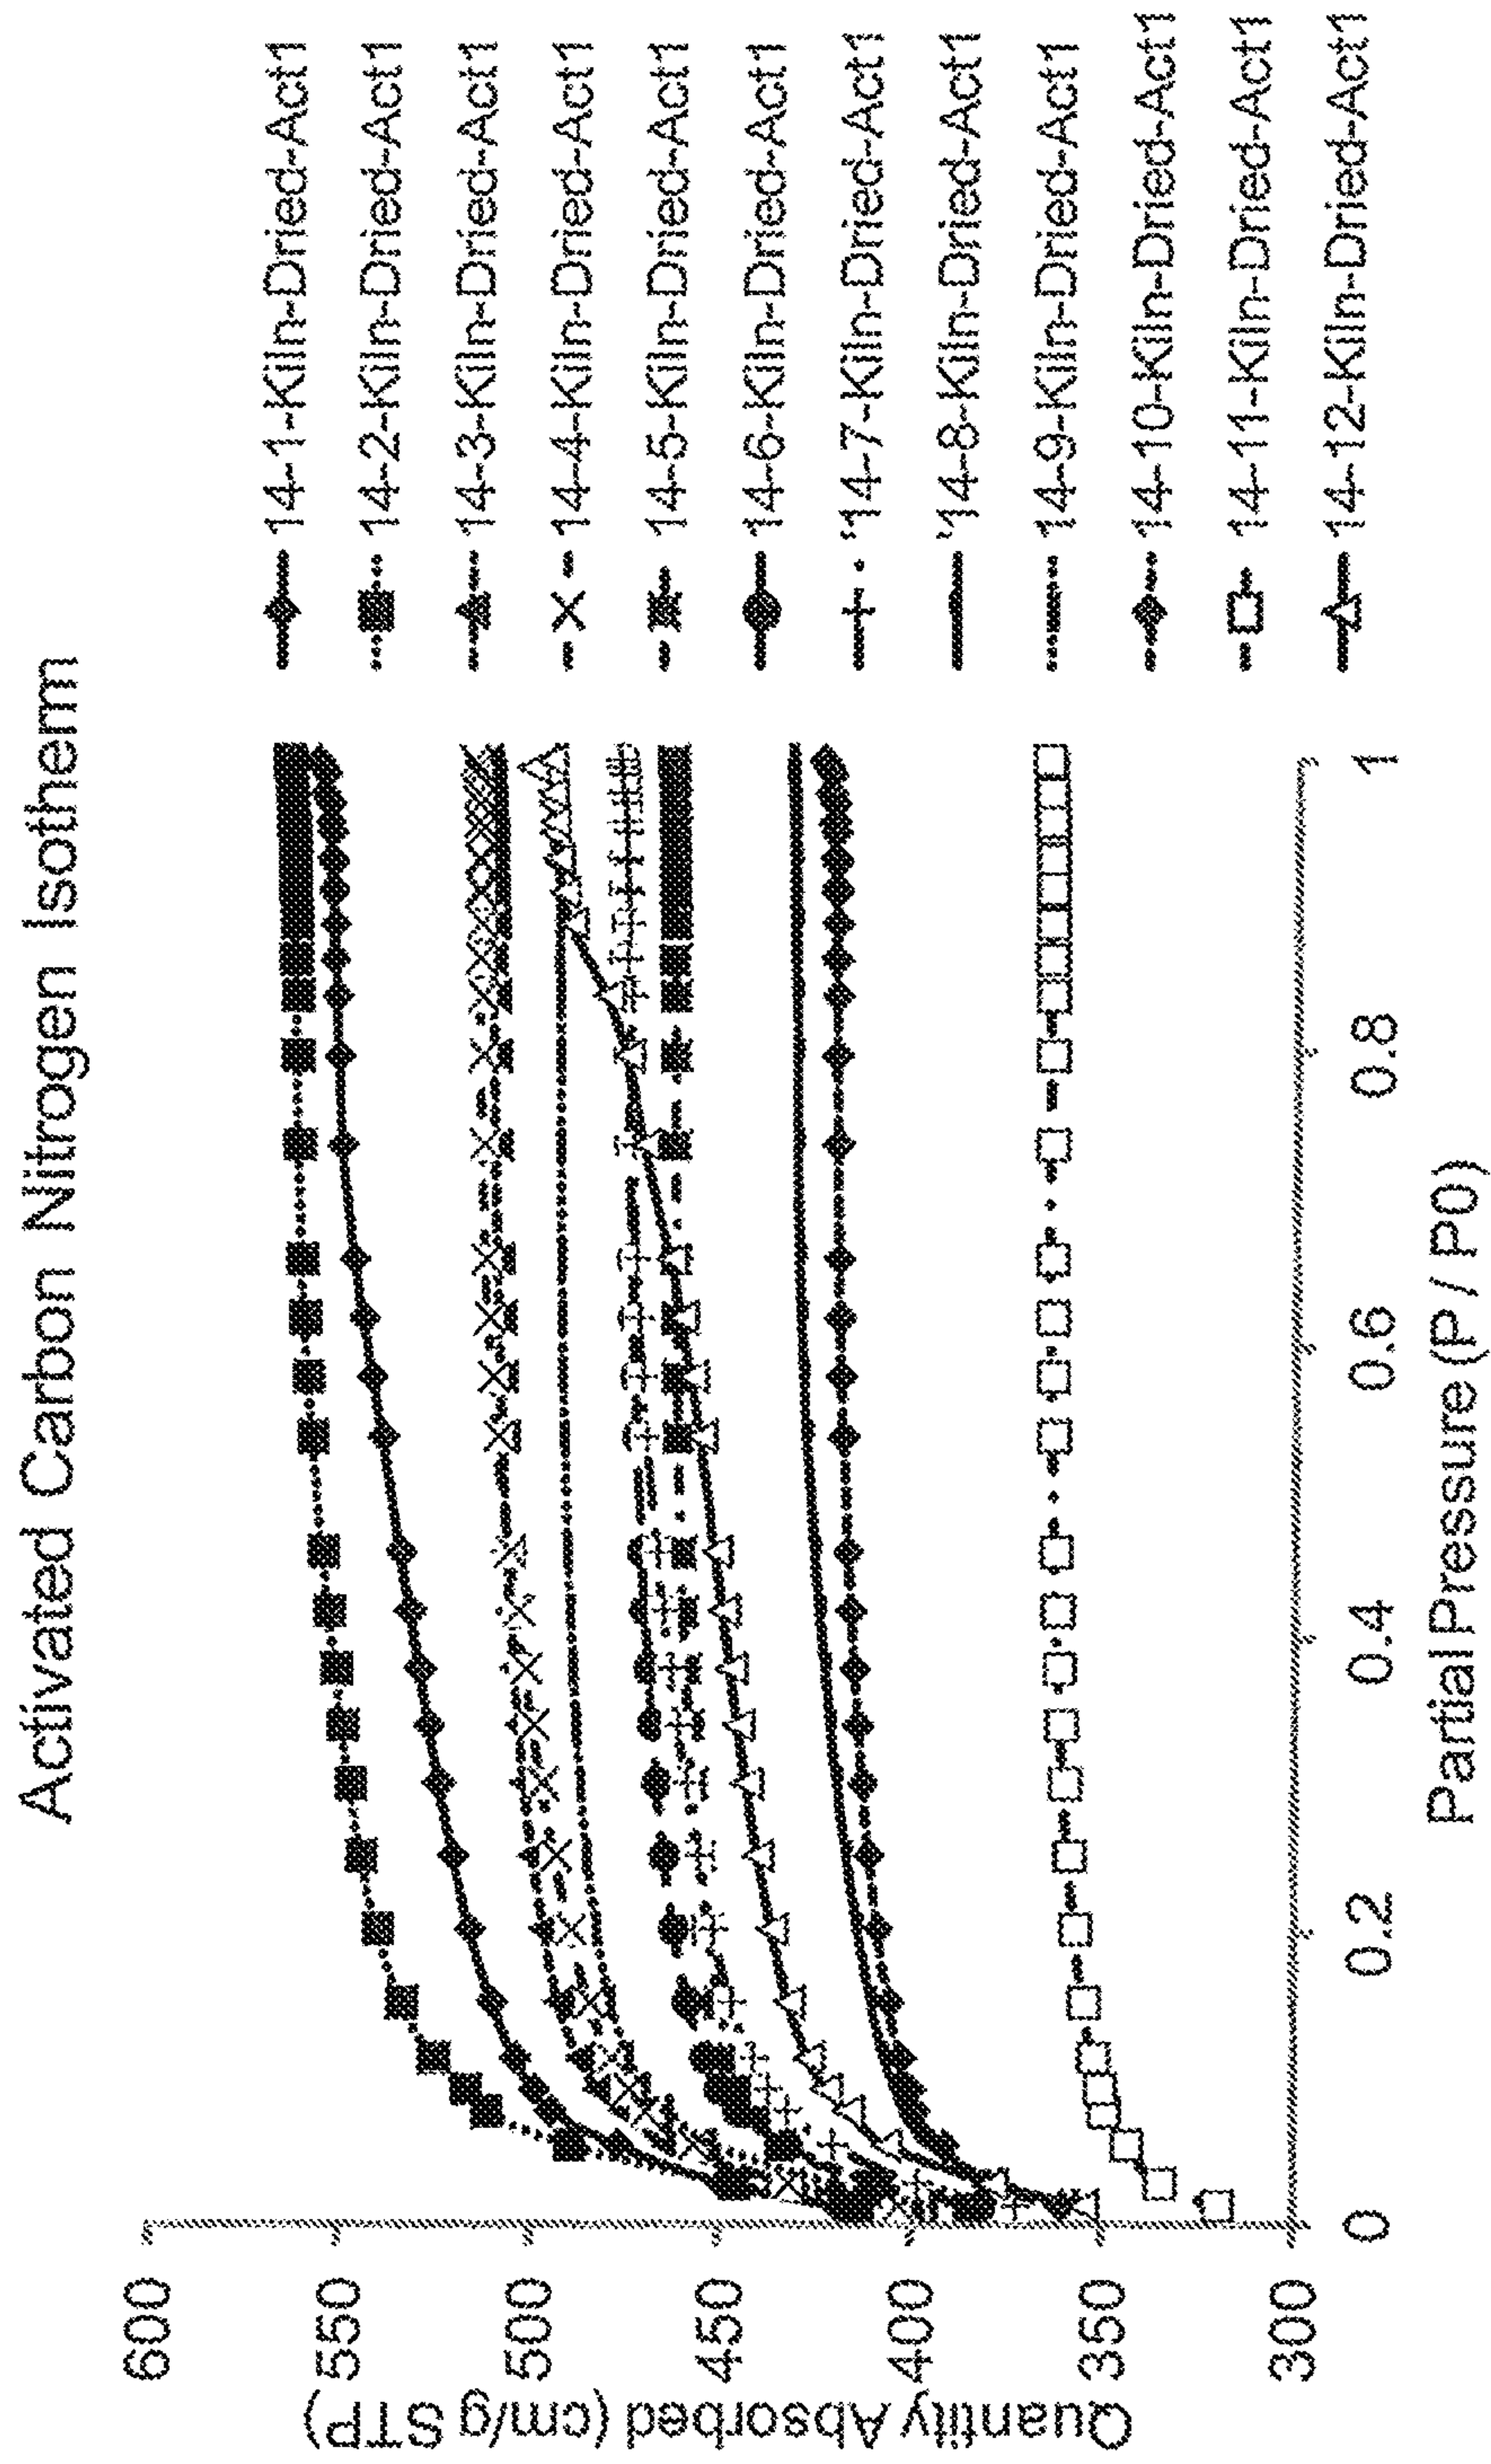 Activated Carbon Nitrogen Isotherm
Quantity Absorbed (cm/g STP)
600
550
500
450
400
350
300
0
0.2
0.4
0.6
0.8
1
Partial Pressure (P / P0)
14-1-Kiln-Dried-Act1
14-2-Kiln-Dried-Act1
14-3-Kiln-Dried-Act1
14-4-Kiln-Dried-Act1
14-5-Kiln-Dried-Act1
14-6-Kiln-Dried-Act1
'14-7-Kiln-Dried-Act1
'14-8-Kiln-Dried-Act1
14-9-Kiln-Dried-Act1
14-10-Kiln-Dried-Act1
14-11-Kiln-Dried-Act1
14-12-Kiln-Dried-Act1